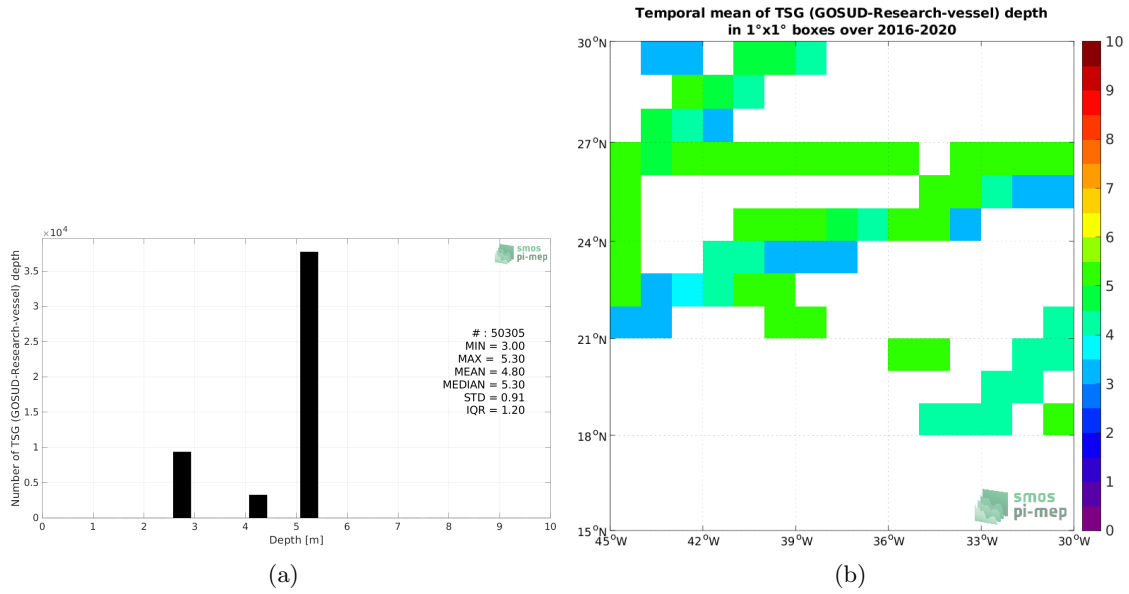 ×10⁴
3.5
3
2.5
2
1.5
1
0.5
0
0 1 2 3 4 5 6 7 8 9 10
Depth [m]
Number of TSG (GOSUD-Research-vessel) depth
smos
pi-mep
# : 50305
MIN = 3.00
MAX = 5.30
MEAN = 4.80
MEDIAN = 5.30
STD = 0.91
IQR = 1.20
(a)
Temporal mean of TSG (GOSUD-Research-vessel) depth
in 1°x1° boxes over 2016-2020
30°N
27°N
24°N
21°N
18°N
15°N
45°W 42°W 39°W 36°W 33°W 30°W
smos
pi-mep
10
9
8
7
6
5
4
3
2
1
0
(b)